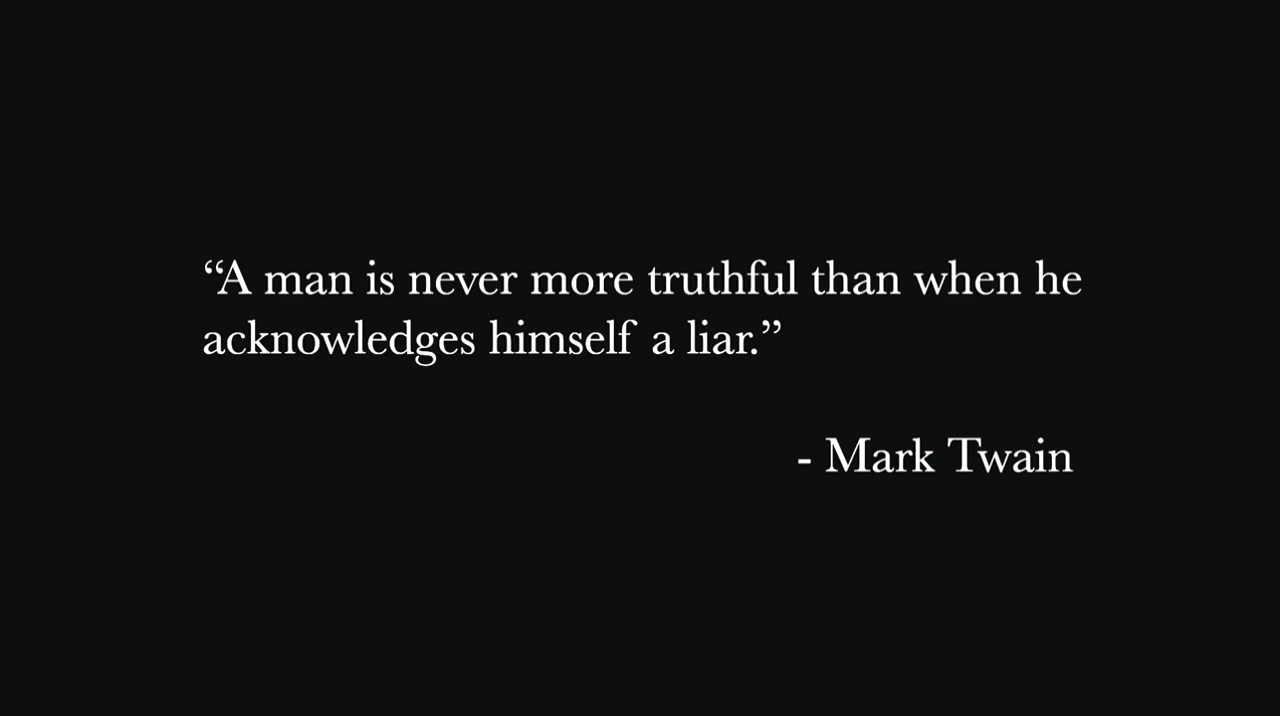 “A man is never more truthful than when he
acknowledges himself a liar.”
- Mark Twain